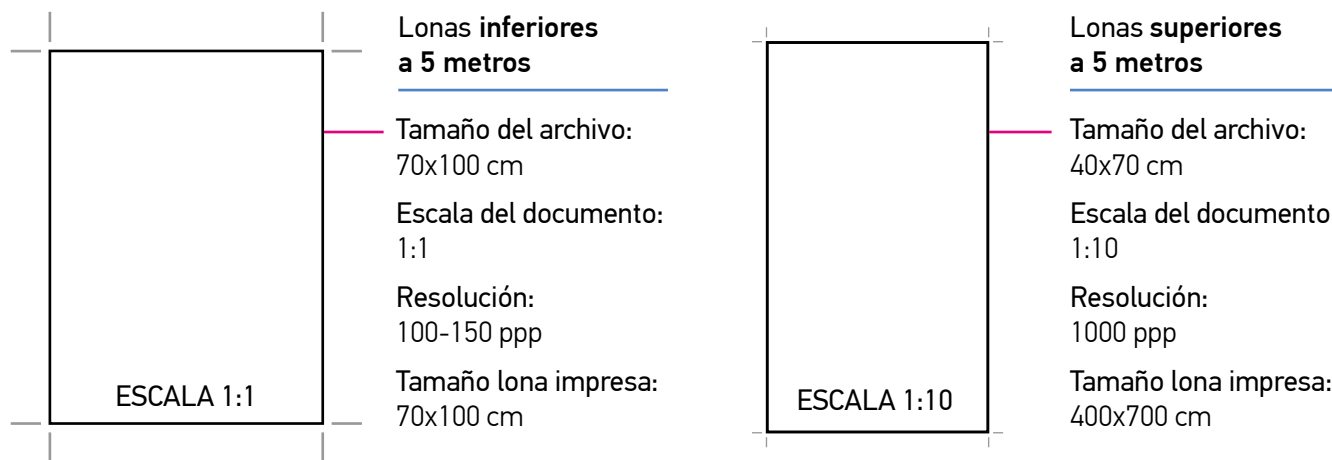 Lonas inferiores
a 5 metros
Tamaño del archivo:
70x100 cm
Escala del documento:
1:1
Resolución:
100-150 ppp
Tamaño lona impresa:
70x100 cm
ESCALA 1:1
Lonas superiores
a 5 metros
Tamaño del archivo:
40x70 cm
Escala del documento
1:10
Resolución:
1000 ppp
Tamaño lona impresa:
400x700 cm
ESCALA 1:10